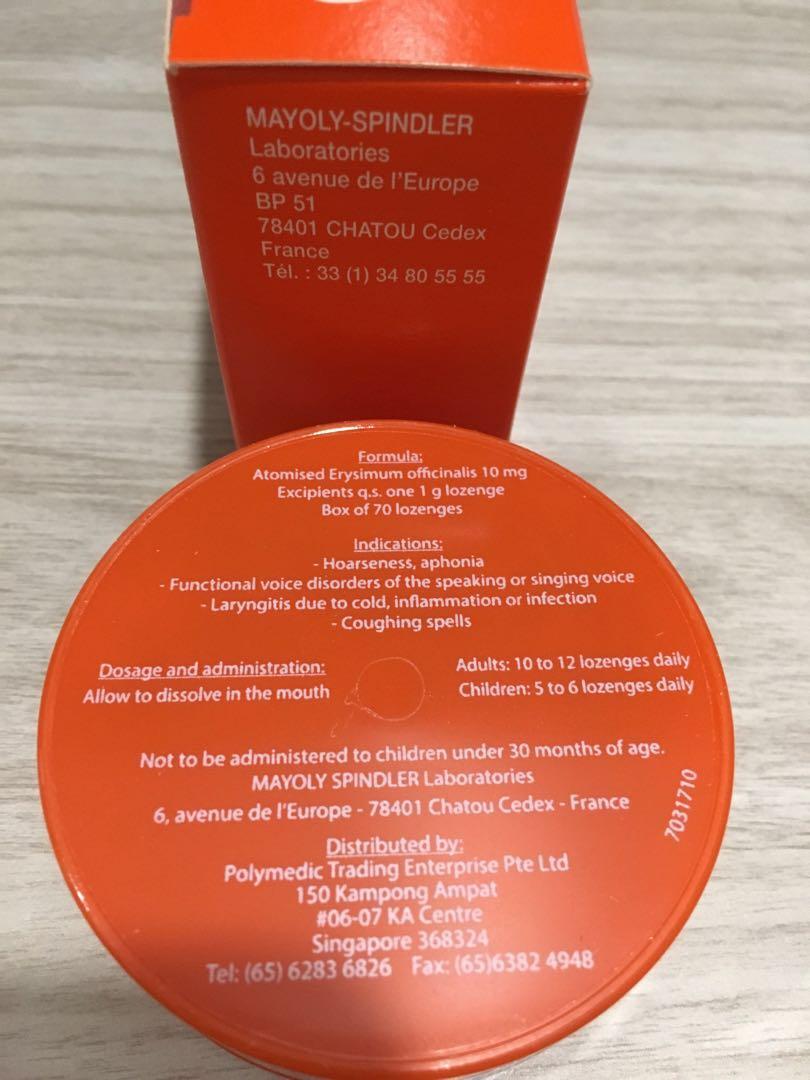 MAYOLY-SPINDLER
Laboratories
6 avenue de l'Europe
BP 51
78401 CHATOU Cedex
France
Tél. : 33 (1) 34 80 55 55
Formula:
Atomised Erysimum officinalis 10 mg
Excipients q.s. one 1 g lozenge
Box of 70 lozenges
Indications:
- Hoarseness, aphonia
- Functional voice disorders of the speaking or singing voice
- Laryngitis due to cold, inflammation or infection
- Coughing spells
Dosage and administration:
Allow to dissolve in the mouth
Adults: 10 to 12 lozenges daily
Children: 5 to 6 lozenges daily
Not to be administered to children under 30 months of age.
MAYOLY SPINDLER Laboratories
6, avenue de l'Europe - 78401 Chatou Cedex - France
7031710
Distributed by:
Polymedic Trading Enterprise Pte Ltd
150 Kampong Ampat
#06-07 KA Centre
Singapore 368324
Tel: (65) 6283 6826 Fax: (65)6382 4948